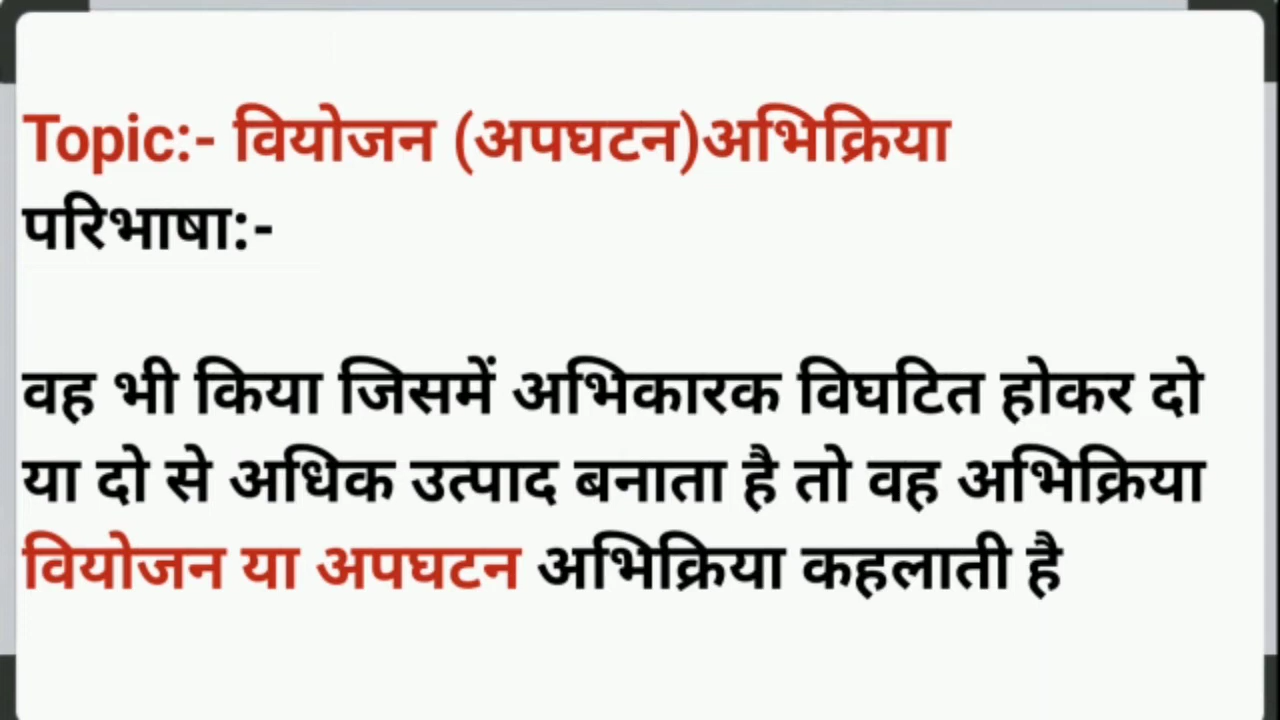 Topic:- वियोजन (अपघटन)अभिक्रिया
परिभाषा:-
वह भी किया जिसमें अभिकारक विघटित होकर दो
या दो से अधिक उत्पाद बनाता है तो वह अभिक्रिया
वियोजन या अपघटन अभिक्रिया कहलाती है